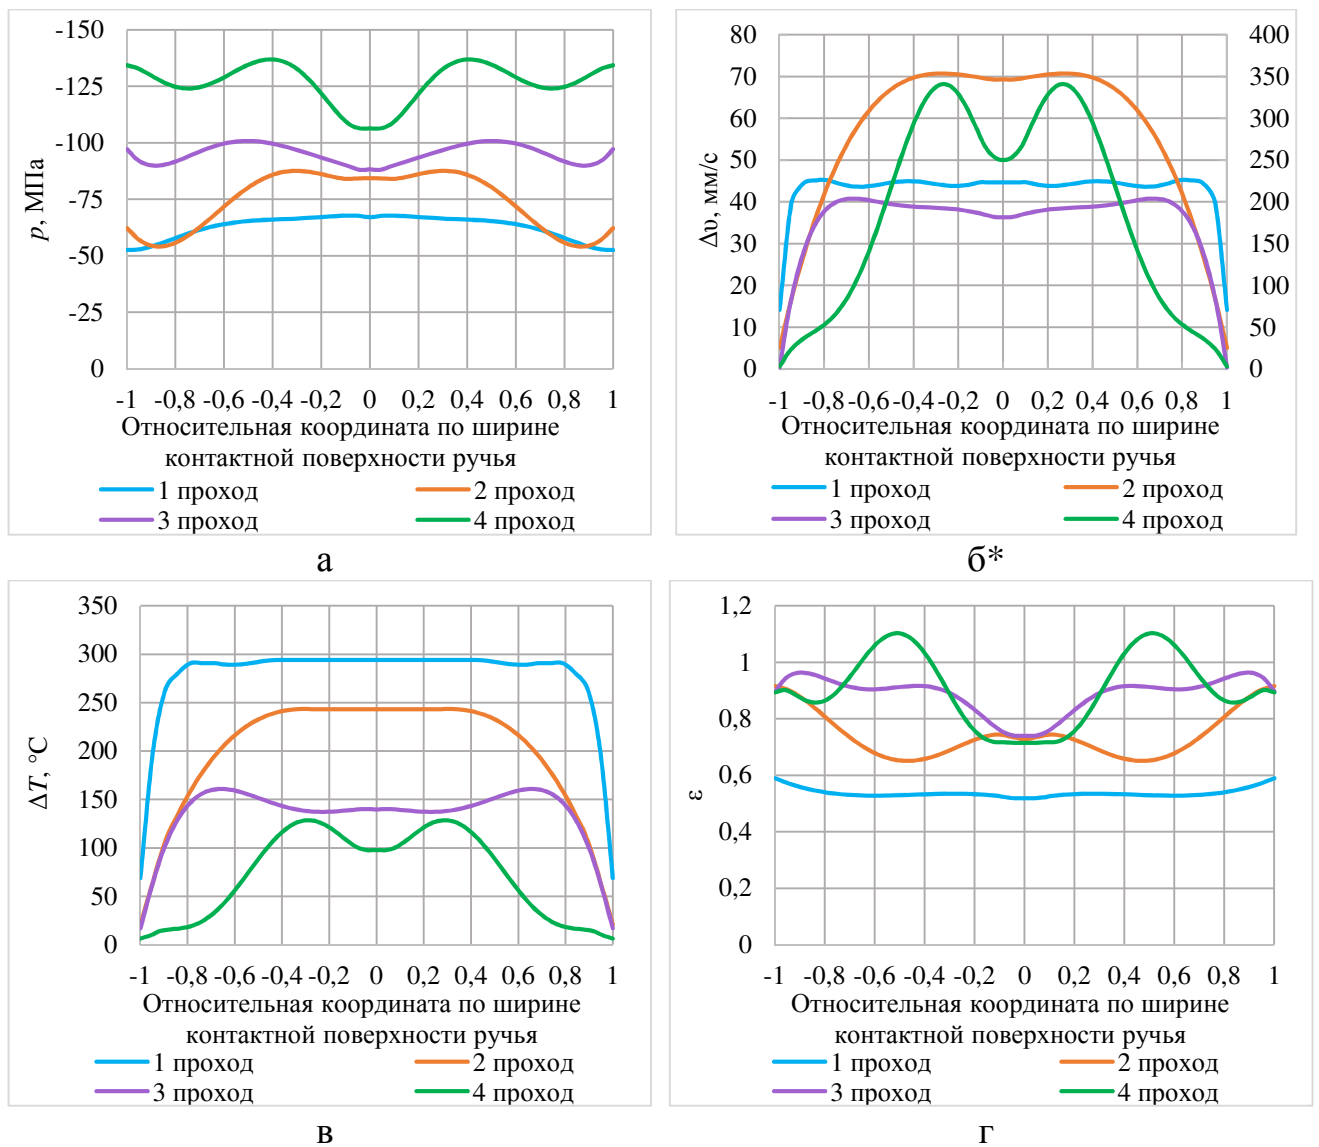 -150
-125
-100
-75
-50
-25
0
p, МПа
-1 -0,8 -0,6 -0,4 -0,2 0 0,2 0,4 0,6 0,8 1
Относительная координата по ширине
контактной поверхности ручья
1 проход 2 проход
3 проход 4 проход
а
80 400
70 350
60 300
50 250
40 200
30 150
20 100
10 50
0 0
Δυ, мм/с
-1 -0,8 -0,6 -0,4 -0,2 0 0,2 0,4 0,6 0,8 1
Относительная координата по ширине
контактной поверхности ручья
1 проход 2 проход
3 проход 4 проход
б*
350
300
250
200
150
100
50
0
ΔT, °C
-1 -0,8 -0,6 -0,4 -0,2 0 0,2 0,4 0,6 0,8 1
Относительная координата по ширине
контактной поверхности ручья
1 проход 2 проход
3 проход 4 проход
в
1,2
1
0,8
0,6
0,4
0,2
0
ε
-1 -0,8 -0,6 -0,4 -0,2 0 0,2 0,4 0,6 0,8 1
Относительная координата по ширине
контактной поверхности ручья
1 проход 2 проход
3 проход 4 проход
г